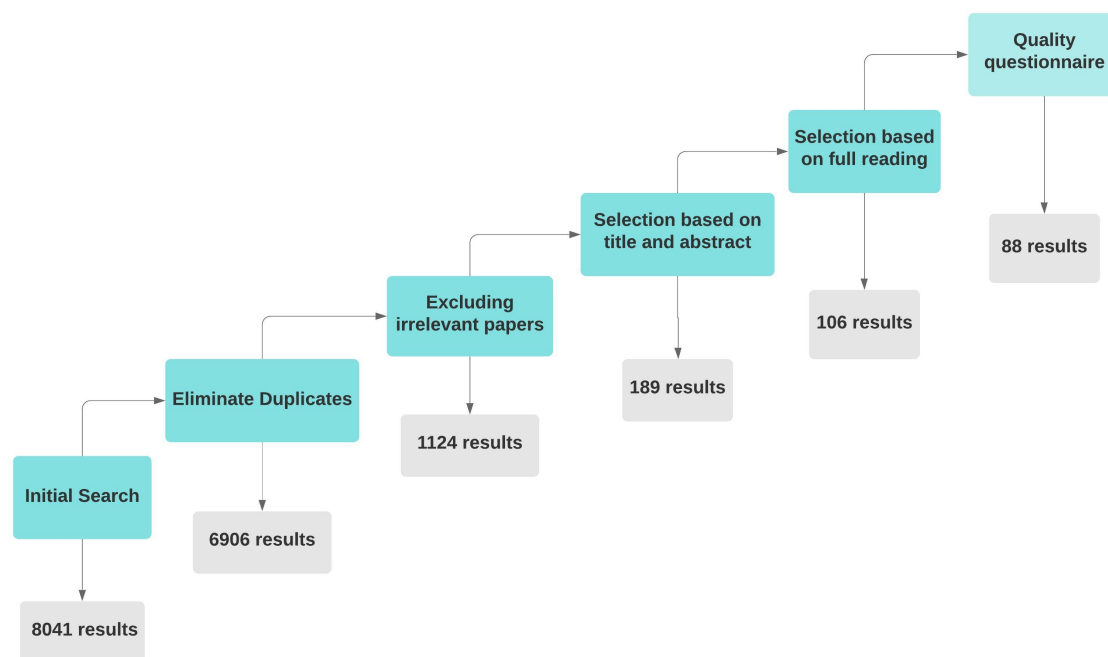 Initial Search
8041 results
Eliminate Duplicates
6906 results
Excluding
irrelevant papers
1124 results
Selection based on
title and abstract
189 results
Selection based
on full reading
106 results
Quality
questionnaire
88 results